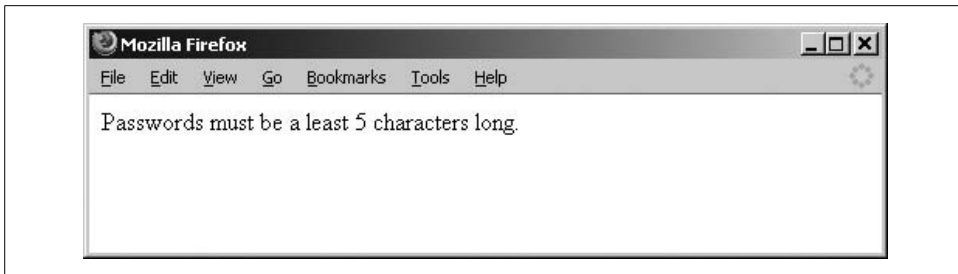 Mozilla Firefox
File Edit View Go Bookmarks Tools Help
Passwords must be a least 5 characters long.